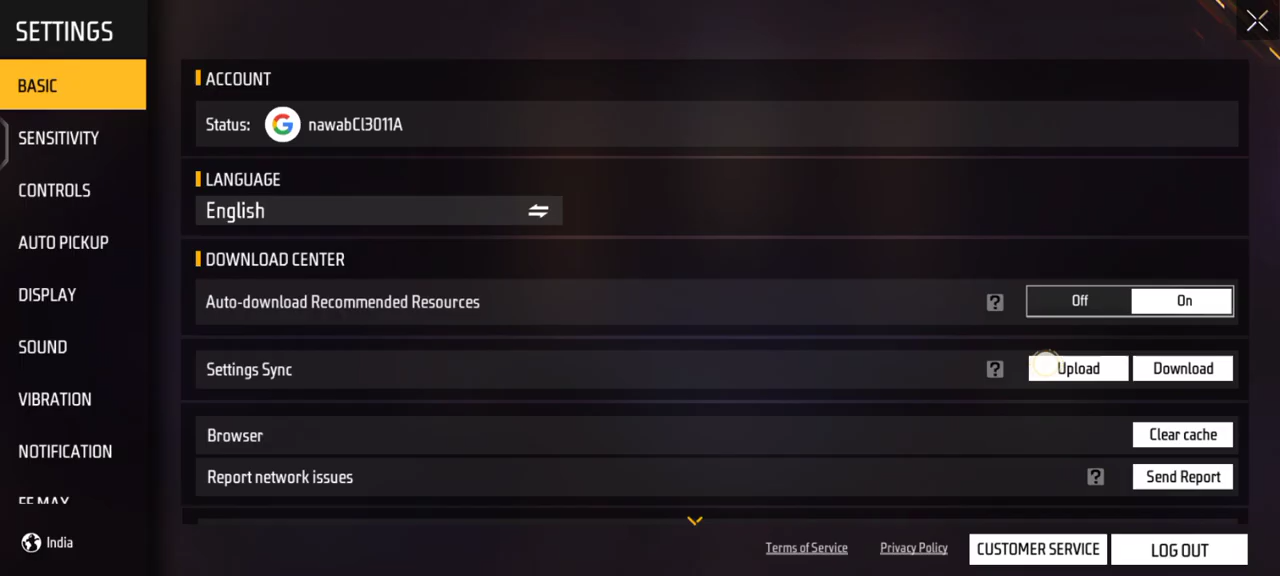 SETTINGS
BASIC
SENSITIVITY
CONTROLS
AUTO PICKUP
DISPLAY
SOUND
VIBRATION
NOTIFICATION
FF MAX
India
ACCOUNT
Status: nawabCl3011A
LANGUAGE
English
DOWNLOAD CENTER
Auto-download Recommended Resources ? Off On
Settings Sync ? Upload Download
Browser Clear cache
Report network issues ? Send Report
Terms of Service Privacy Policy CUSTOMER SERVICE LOG OUT